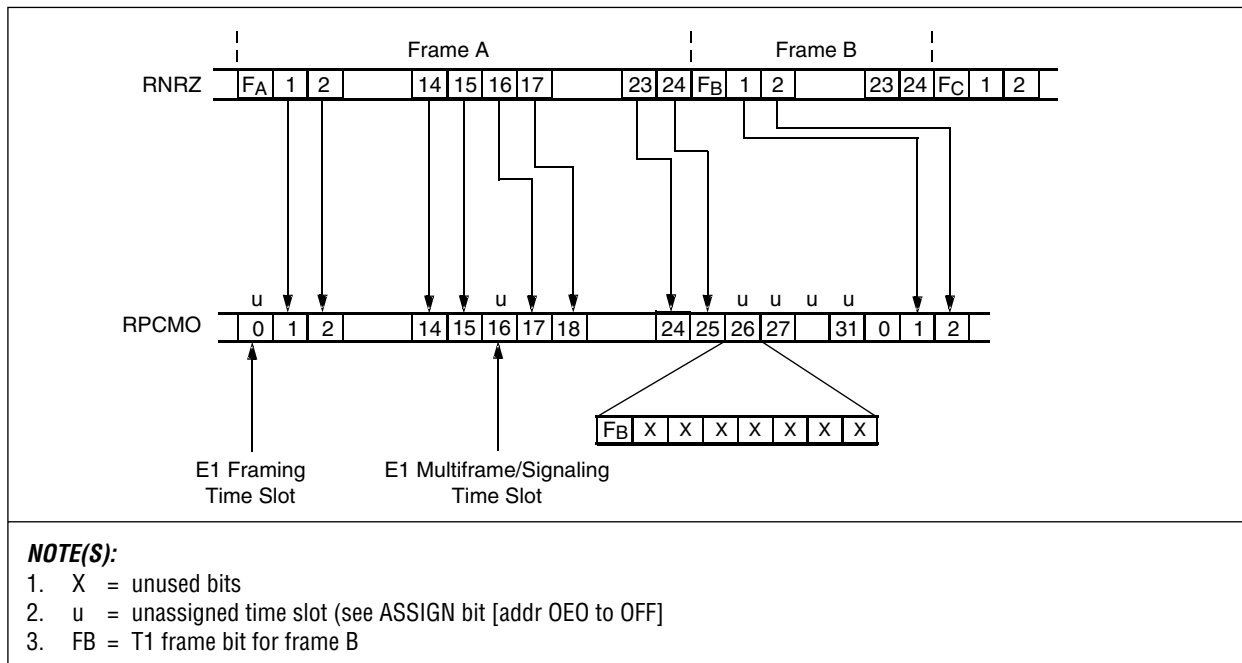 Frame A Frame B
RNRZ FA 1 2 14 15 16 17 23 24 FB 1 2 23 24 FC 1 2
u u u u u u
RPCMO 0 1 2 14 15 16 17 18 24 25 26 27 31 0 1 2
FB X X X X X X X
E1 Framing
Time Slot
E1 Multiframe/Signaling
Time Slot
NOTE(S):
1. X = unused bits
2. u = unassigned time slot (see ASSIGN bit [addr OEO to OFF]
3. FB = T1 frame bit for frame B